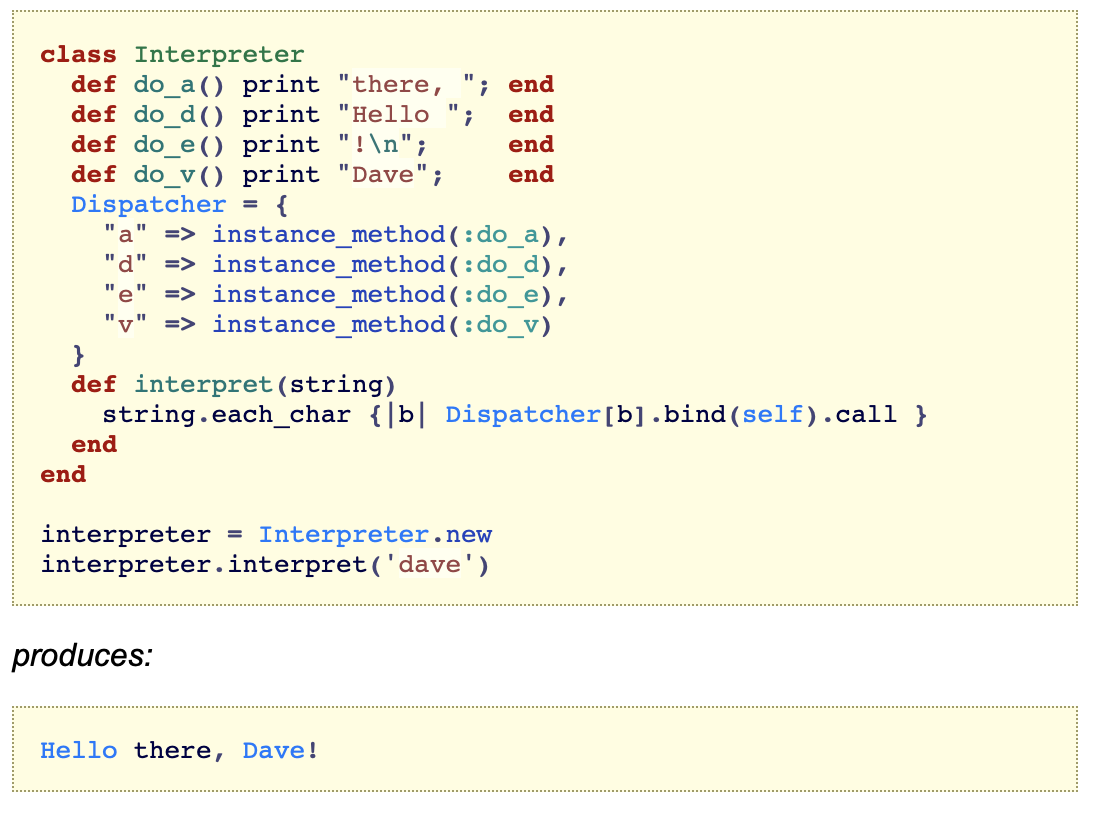 class Interpreter
  def do_a() print "there, "; end
  def do_d() print "Hello ";  end
  def do_e() print "!\n";     end
  def do_v() print "Dave";    end
  Dispatcher = {
    "a" => instance_method(:do_a),
    "d" => instance_method(:do_d),
    "e" => instance_method(:do_e),
    "v" => instance_method(:do_v)
  }
  def interpret(string)
    string.each_char {|b| Dispatcher[b].bind(self).call }
  end
end

interpreter = Interpreter.new
interpreter.interpret('dave')
produces:
Hello there, Dave!